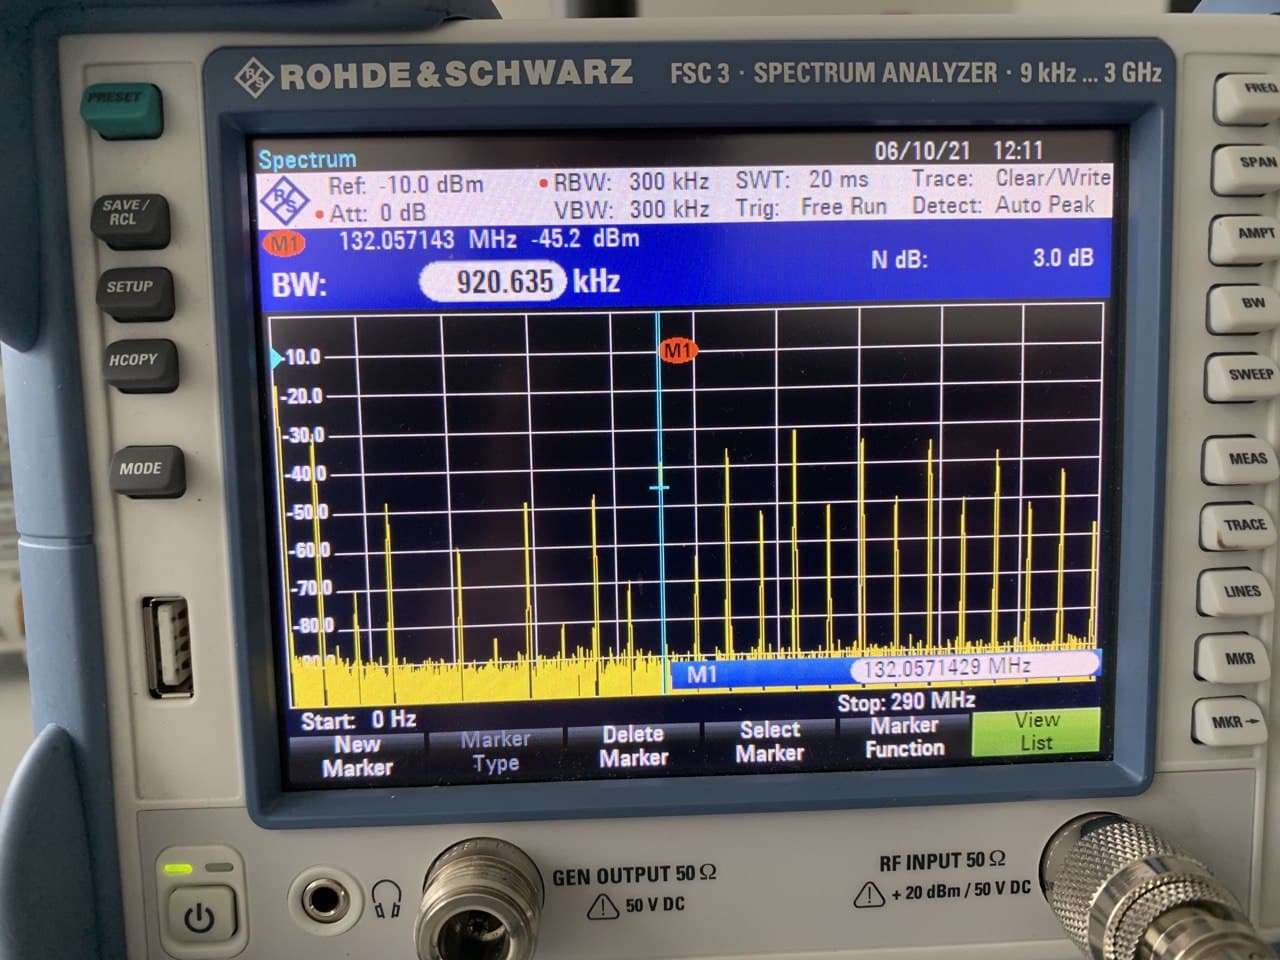 ROHDE&SCHWARZ FSC 3 · SPECTRUM ANALYZER · 9 kHz ... 3 GHz
PRESET
SAVE /
RCL
SETUP
HCOPY
MODE
Spectrum 06/10/21 12:11
Ref: -10.0 dBm • RBW: 300 kHz SWT: 20 ms Trace: Clear/Write
• Att: 0 dB VBW: 300 kHz Trig: Free Run Detect: Auto Peak
M1 132.057143 MHz -45.2 dBm
BW: 920.635 kHz N dB: 3.0 dB
M1
-10.0
-20.0
-30.0
-40.0
-50.0
-60.0
-70.0
-80.0
M1 132.0571429 MHz
Start: 0 Hz Stop: 290 MHz
New
Marker
Marker
Type
Delete
Marker
Select
Marker
Marker
Function
View
List
FREQ
SPAN
AMPT
BW
SWEEP
MEAS
TRACE
LINES
MKR
MKR→
GEN OUTPUT 50 Ω
50 V DC
RF INPUT 50 Ω
+ 20 dBm / 50 V DC